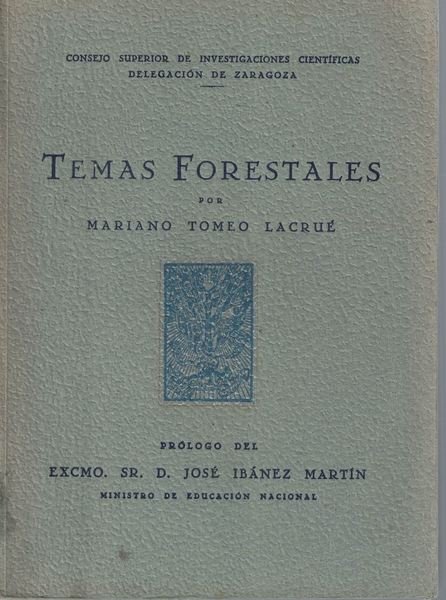 CONSEJO SUPERIOR DE INVESTIGACIONES CIENTÍFICAS
DELEGACIÓN DE ZARAGOZA
TEMAS FORESTALES
POR
MARIANO TOMEO LACRUÉ
PRÓLOGO DEL
EXCMO. SR. D. JOSÉ IBÁÑEZ MARTÍN
MINISTRO DE EDUCACIÓN NACIONAL